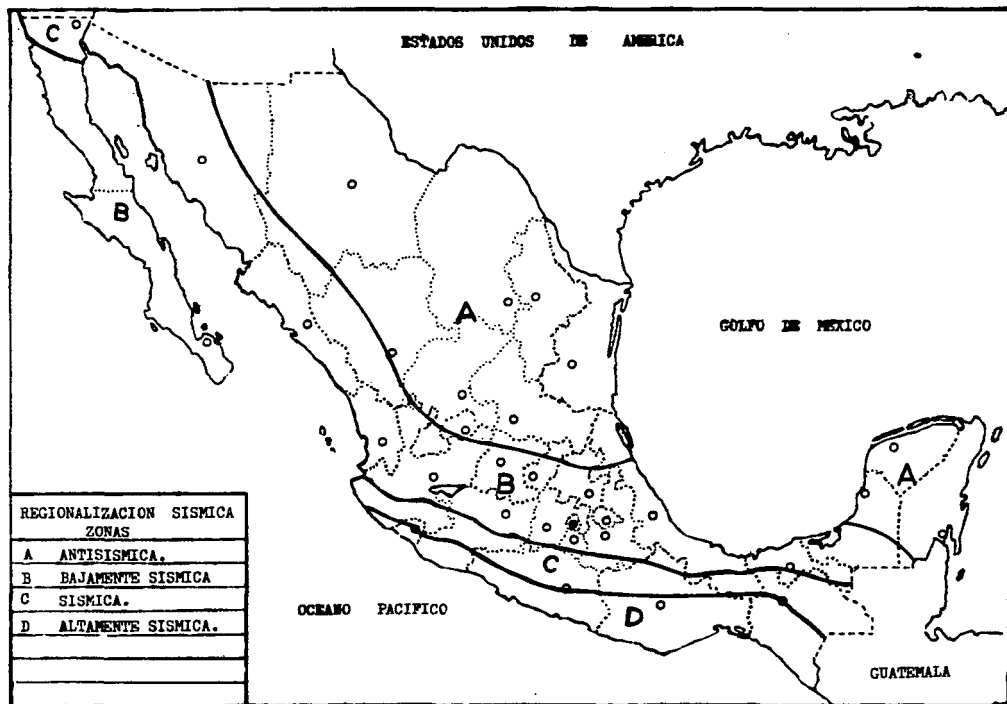 ESTADOS UNIDOS DE AMERICA
C
B
A
GOLFO DE MEXICO
A
B
C
D
OCEANO PACIFICO
GUATEMALA
REGIONALIZACION SISMICA
ZONAS
A ANTISISMICA.
B BAJAMENTE SISMICA
C SISMICA.
D ALTAMENTE SISMICA.